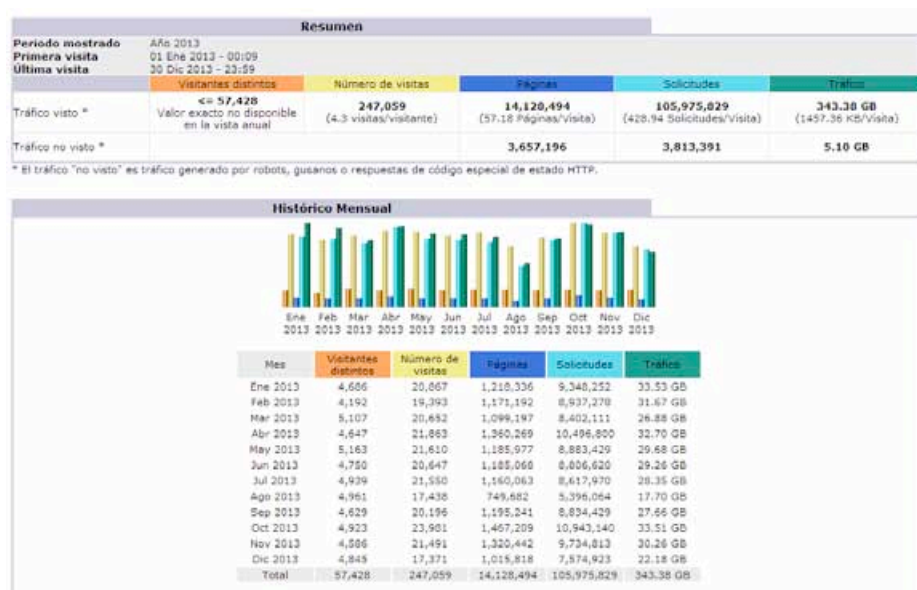 Resumen
Periodo mostrado Año 2013
Primera visita 01 Ene 2013 - 00:09
Última visita 30 Dic 2013 - 23:59
Visitantes distintos Número de visitas Páginas Solicitudes Tráfico
Tráfico visto * <= 57,428 Valor exacto no disponible en la vista anual 247,059 (4.3 visitas/visitante) 14,128,494 (57.18 Páginas/Visita) 105,975,829 (428.94 Solicitudes/Visita) 343.38 GB (1457.36 KB/Visita)
Tráfico no visto * 3,657,196 3,813,391 5.10 GB
* El tráfico "no visto" es tráfico generado por robots, gusanos o respuestas de código especial de estado HTTP.
Histórico Mensual
Ene 2013 Feb 2013 Mar 2013 Abr 2013 May 2013 Jun 2013 Jul 2013 Ago 2013 Sep 2013 Oct 2013 Nov 2013 Dic 2013
Mes Visitantes distintos Número de visitas Páginas Solicitudes Tráfico
Ene 2013 4,686 20,867 1,218,336 9,348,252 33.53 GB
Feb 2013 4,192 19,393 1,171,192 8,937,278 31.67 GB
Mar 2013 5,107 20,652 1,099,197 8,402,111 26.88 GB
Abr 2013 4,647 21,863 1,360,269 10,496,800 32.70 GB
May 2013 5,163 21,610 1,185,977 8,883,429 29.68 GB
Jun 2013 4,750 20,647 1,185,068 8,806,620 29.26 GB
Jul 2013 4,939 21,550 1,160,063 8,617,970 28.35 GB
Ago 2013 4,961 17,438 749,682 5,396,064 17.70 GB
Sep 2013 4,629 20,196 1,195,241 8,834,429 27.66 GB
Oct 2013 4,923 23,981 1,467,209 10,943,140 33.51 GB
Nov 2013 4,586 21,491 1,320,442 9,734,813 30.26 GB
Dic 2013 4,845 17,371 1,015,818 7,574,923 22.18 GB
Total 57,428 247,059 14,128,494 105,975,829 343.38 GB